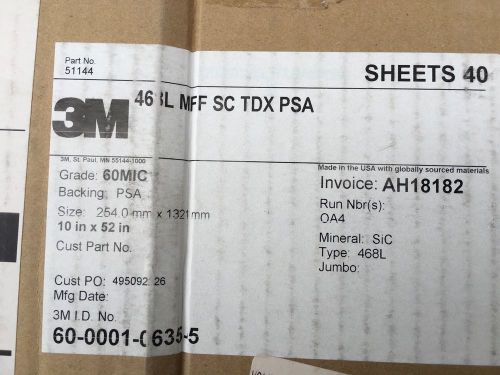 Part No.
51144
SHEETS 40
3M
468L MFF SC TDX PSA
3M, St. Paul, MN 55144-1000
Made in the USA with globally sourced materials
Grade: 60MIC
Invoice: AH18182
Backing: PSA
Run Nbr(s):
OA4
Size: 254.0 mm x 1321 mm
10 in x 52 in
Mineral: SiC
Cust Part No.
Type: 468L
Jumbo:
Cust PO: 495092 26
Mfg Date:
3M I.D. No.
60-0001-0635-5